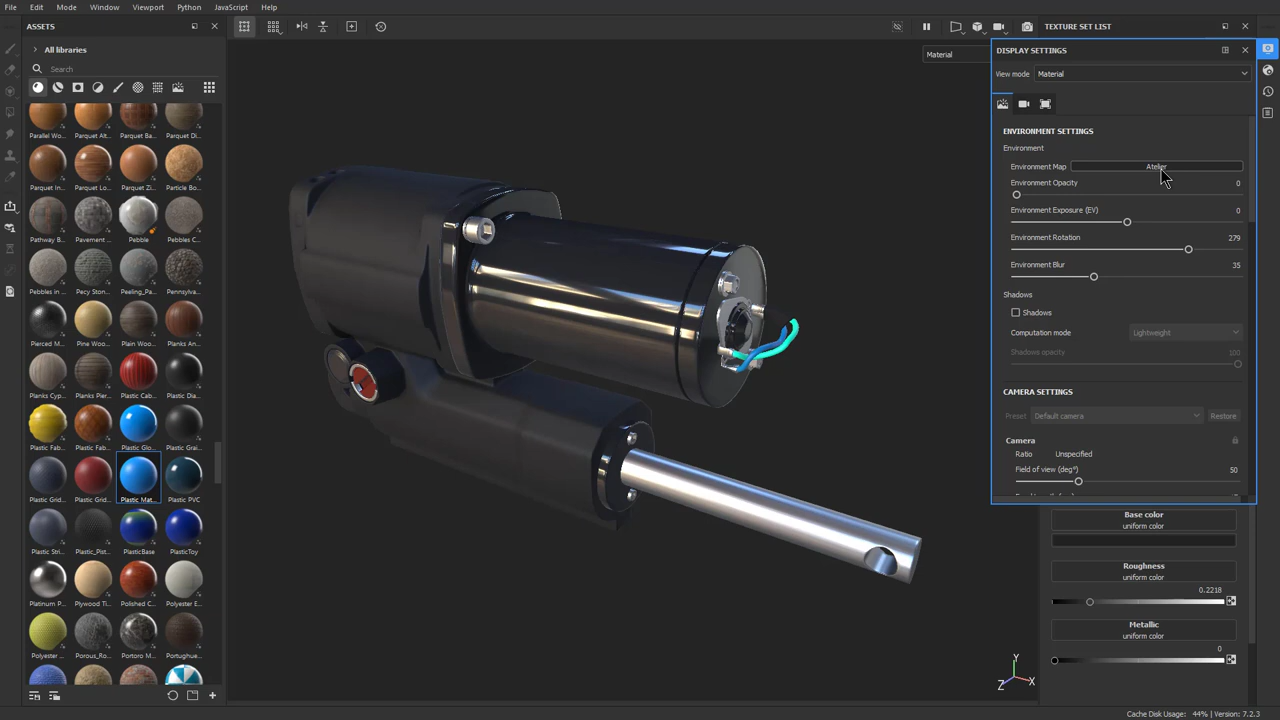 File Edit Mode Window Viewport Python JavaScript Help
ASSETS
All libraries
Search
Parallel Wo... Parquet Alt... Parquet Ba... Parquet Di...
Parquet In... Parquet Lo... Parquet Zi... Particle Bo...
Pathway B... Pavement ... Pebble Pebbles C...
Pebbles in ... Pecy Stone... Peeling_Pa... Pennsylva...
Pierced M... Pine Woo... Plain Woo... Planks An...
Planks Cyp... Planks Pier... Plastic Cab... Plastic Dia...
Plastic Fab... Plastic Fab... Plastic Glo... Plastic Grai...
Plastic Grid... Plastic Grid... Plastic Mat... Plastic PVC
Plastic Stri... Plastic_Pist... PlasticBase PlasticToy
Platinum P... Plywood Ti... Polished C... Polyester E...
Polyester ... Porous_Ro... Portoro M... Portughue...
Material
TEXTURE SET LIST
DISPLAY SETTINGS
View mode Material
ENVIRONMENT SETTINGS
Environment
Environment Map Atelier
Environment Opacity 0
Environment Exposure (EV) 0
Environment Rotation 279
Environment Blur 35
Shadows
Shadows
Computation mode Lightweight
Shadows opacity 100
CAMERA SETTINGS
Preset Default camera Restore
Camera
Ratio Unspecified
Field of view (deg°) 50
Base color
uniform color
Roughness
uniform color
0.2218
Metallic
uniform color
0
Y
Z X
Cache Disk Usage: 44% | Version: 7.2.3